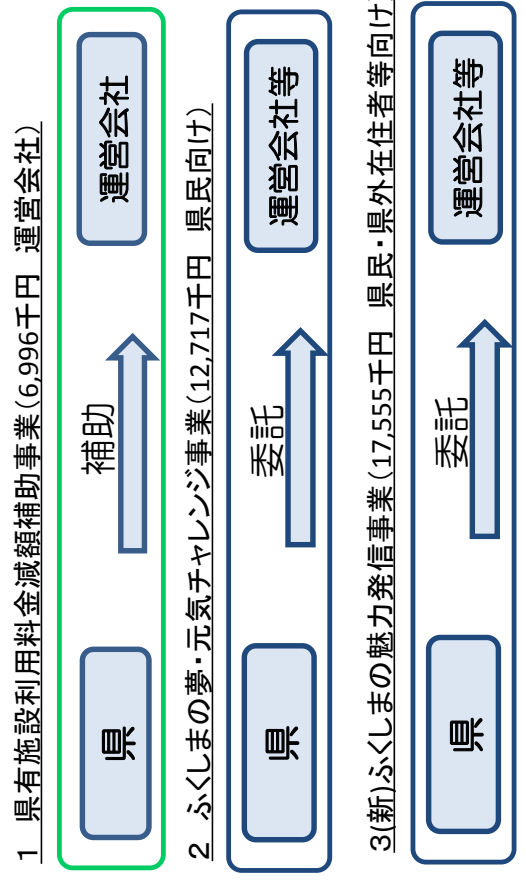 1　県有施設利用料金減額補助事業(6,996千円　運営会社)
県
補助
運営会社
2　ふくしまの夢・元気チャレンジ事業(12,717千円　県民向け)
県
委託
運営会社等
3(新)ふくしまの魅力発信事業(17,555千円　県民・県外在住者等向け)
県
委託
運営会社等